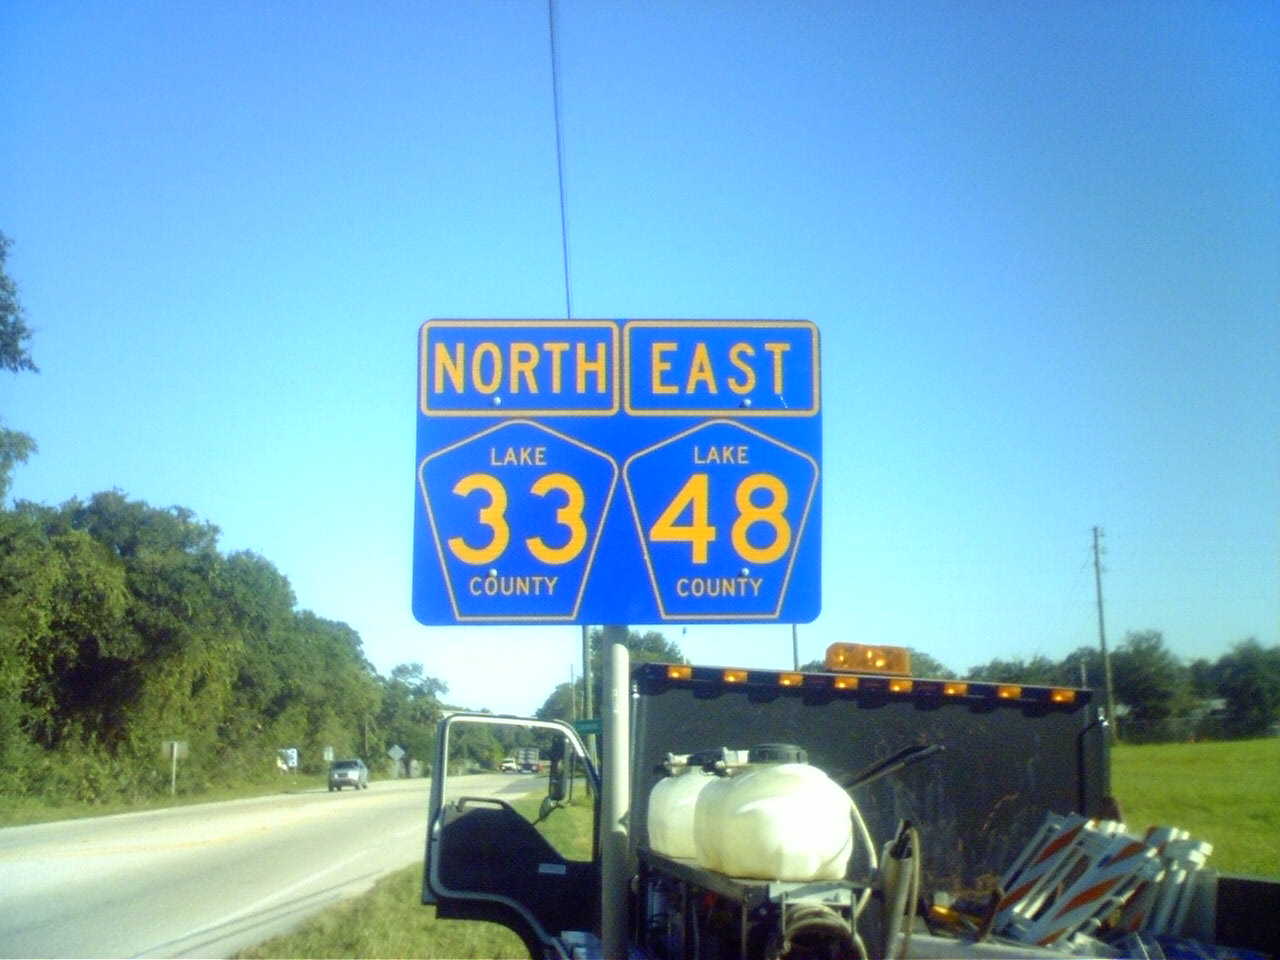 NORTH EAST
LAKE LAKE
33 48
COUNTY COUNTY